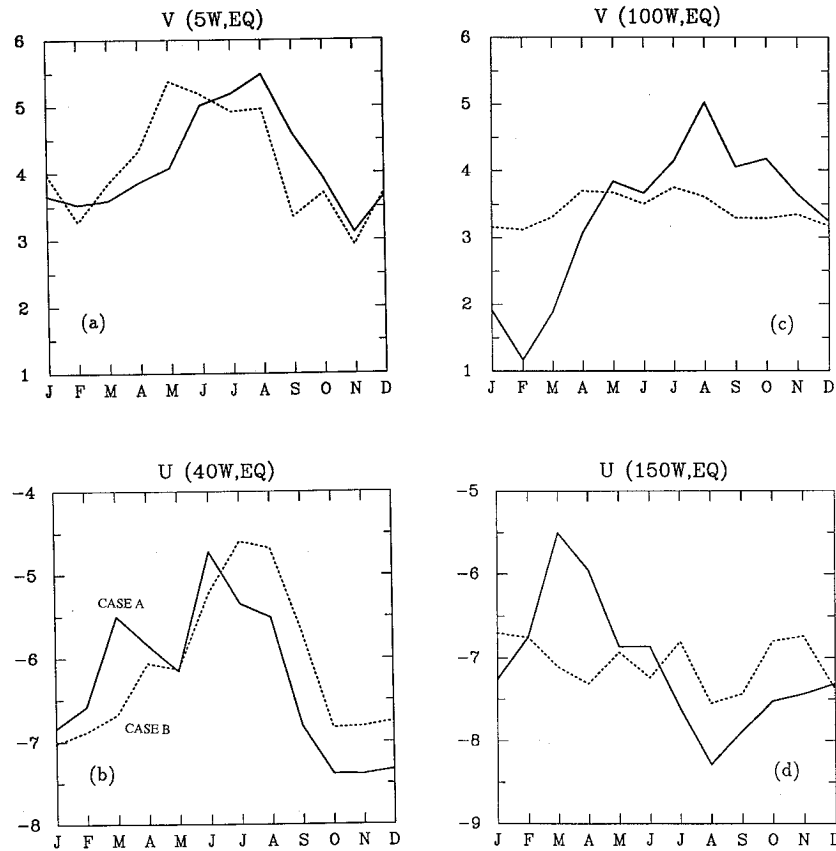 V (5W,EQ)
6
5
4
3
2
1
J F M A M J J A S O N D
(a)
V (100W,EQ)
6
5
4
3
2
1
J F M A M J J A S O N D
(c)
U (40W,EQ)
-4
-5
-6
-7
-8
J F M A M J J A S O N D
CASE A
CASE B
(b)
U (150W,EQ)
-5
-6
-7
-8
-9
J F M A M J J A S O N D
(d)